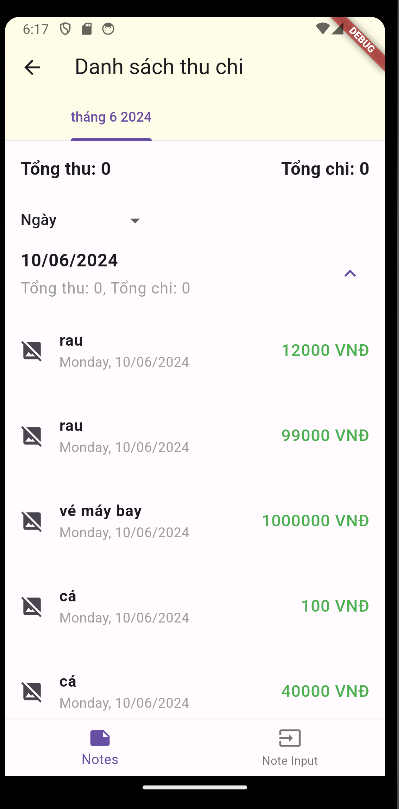 6:17
DEBUG
Danh sách thu chi
tháng 6 2024
Tổng thu: 0 Tổng chi: 0
Ngày
10/06/2024
Tổng thu: 0, Tổng chi: 0
rau
12000 VNĐ
Monday, 10/06/2024
rau
99000 VNĐ
Monday, 10/06/2024
vé máy bay
1000000 VNĐ
Monday, 10/06/2024
cá
100 VNĐ
Monday, 10/06/2024
cá
40000 VNĐ
Monday, 10/06/2024
Notes Note Input